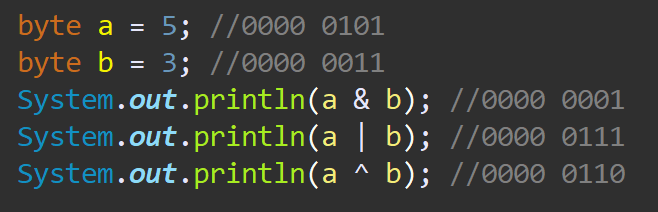 byte a = 5; //0000 0101
byte b = 3; //0000 0011
System.out.println(a & b); //0000 0001
System.out.println(a | b); //0000 0111
System.out.println(a ^ b); //0000 0110